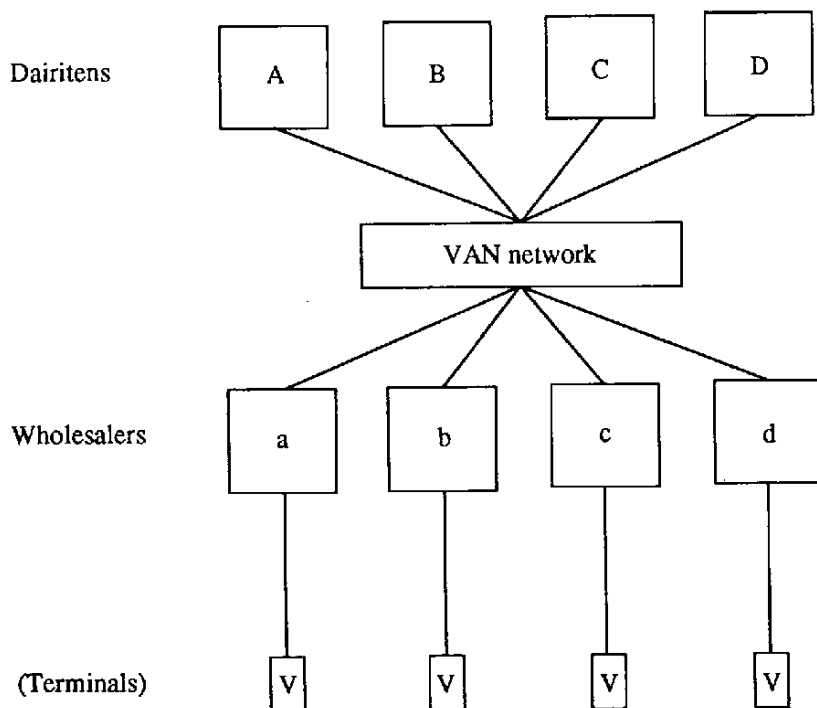 Dairitens A B C D
VAN network
Wholesalers a b c d
(Terminals) V V V V